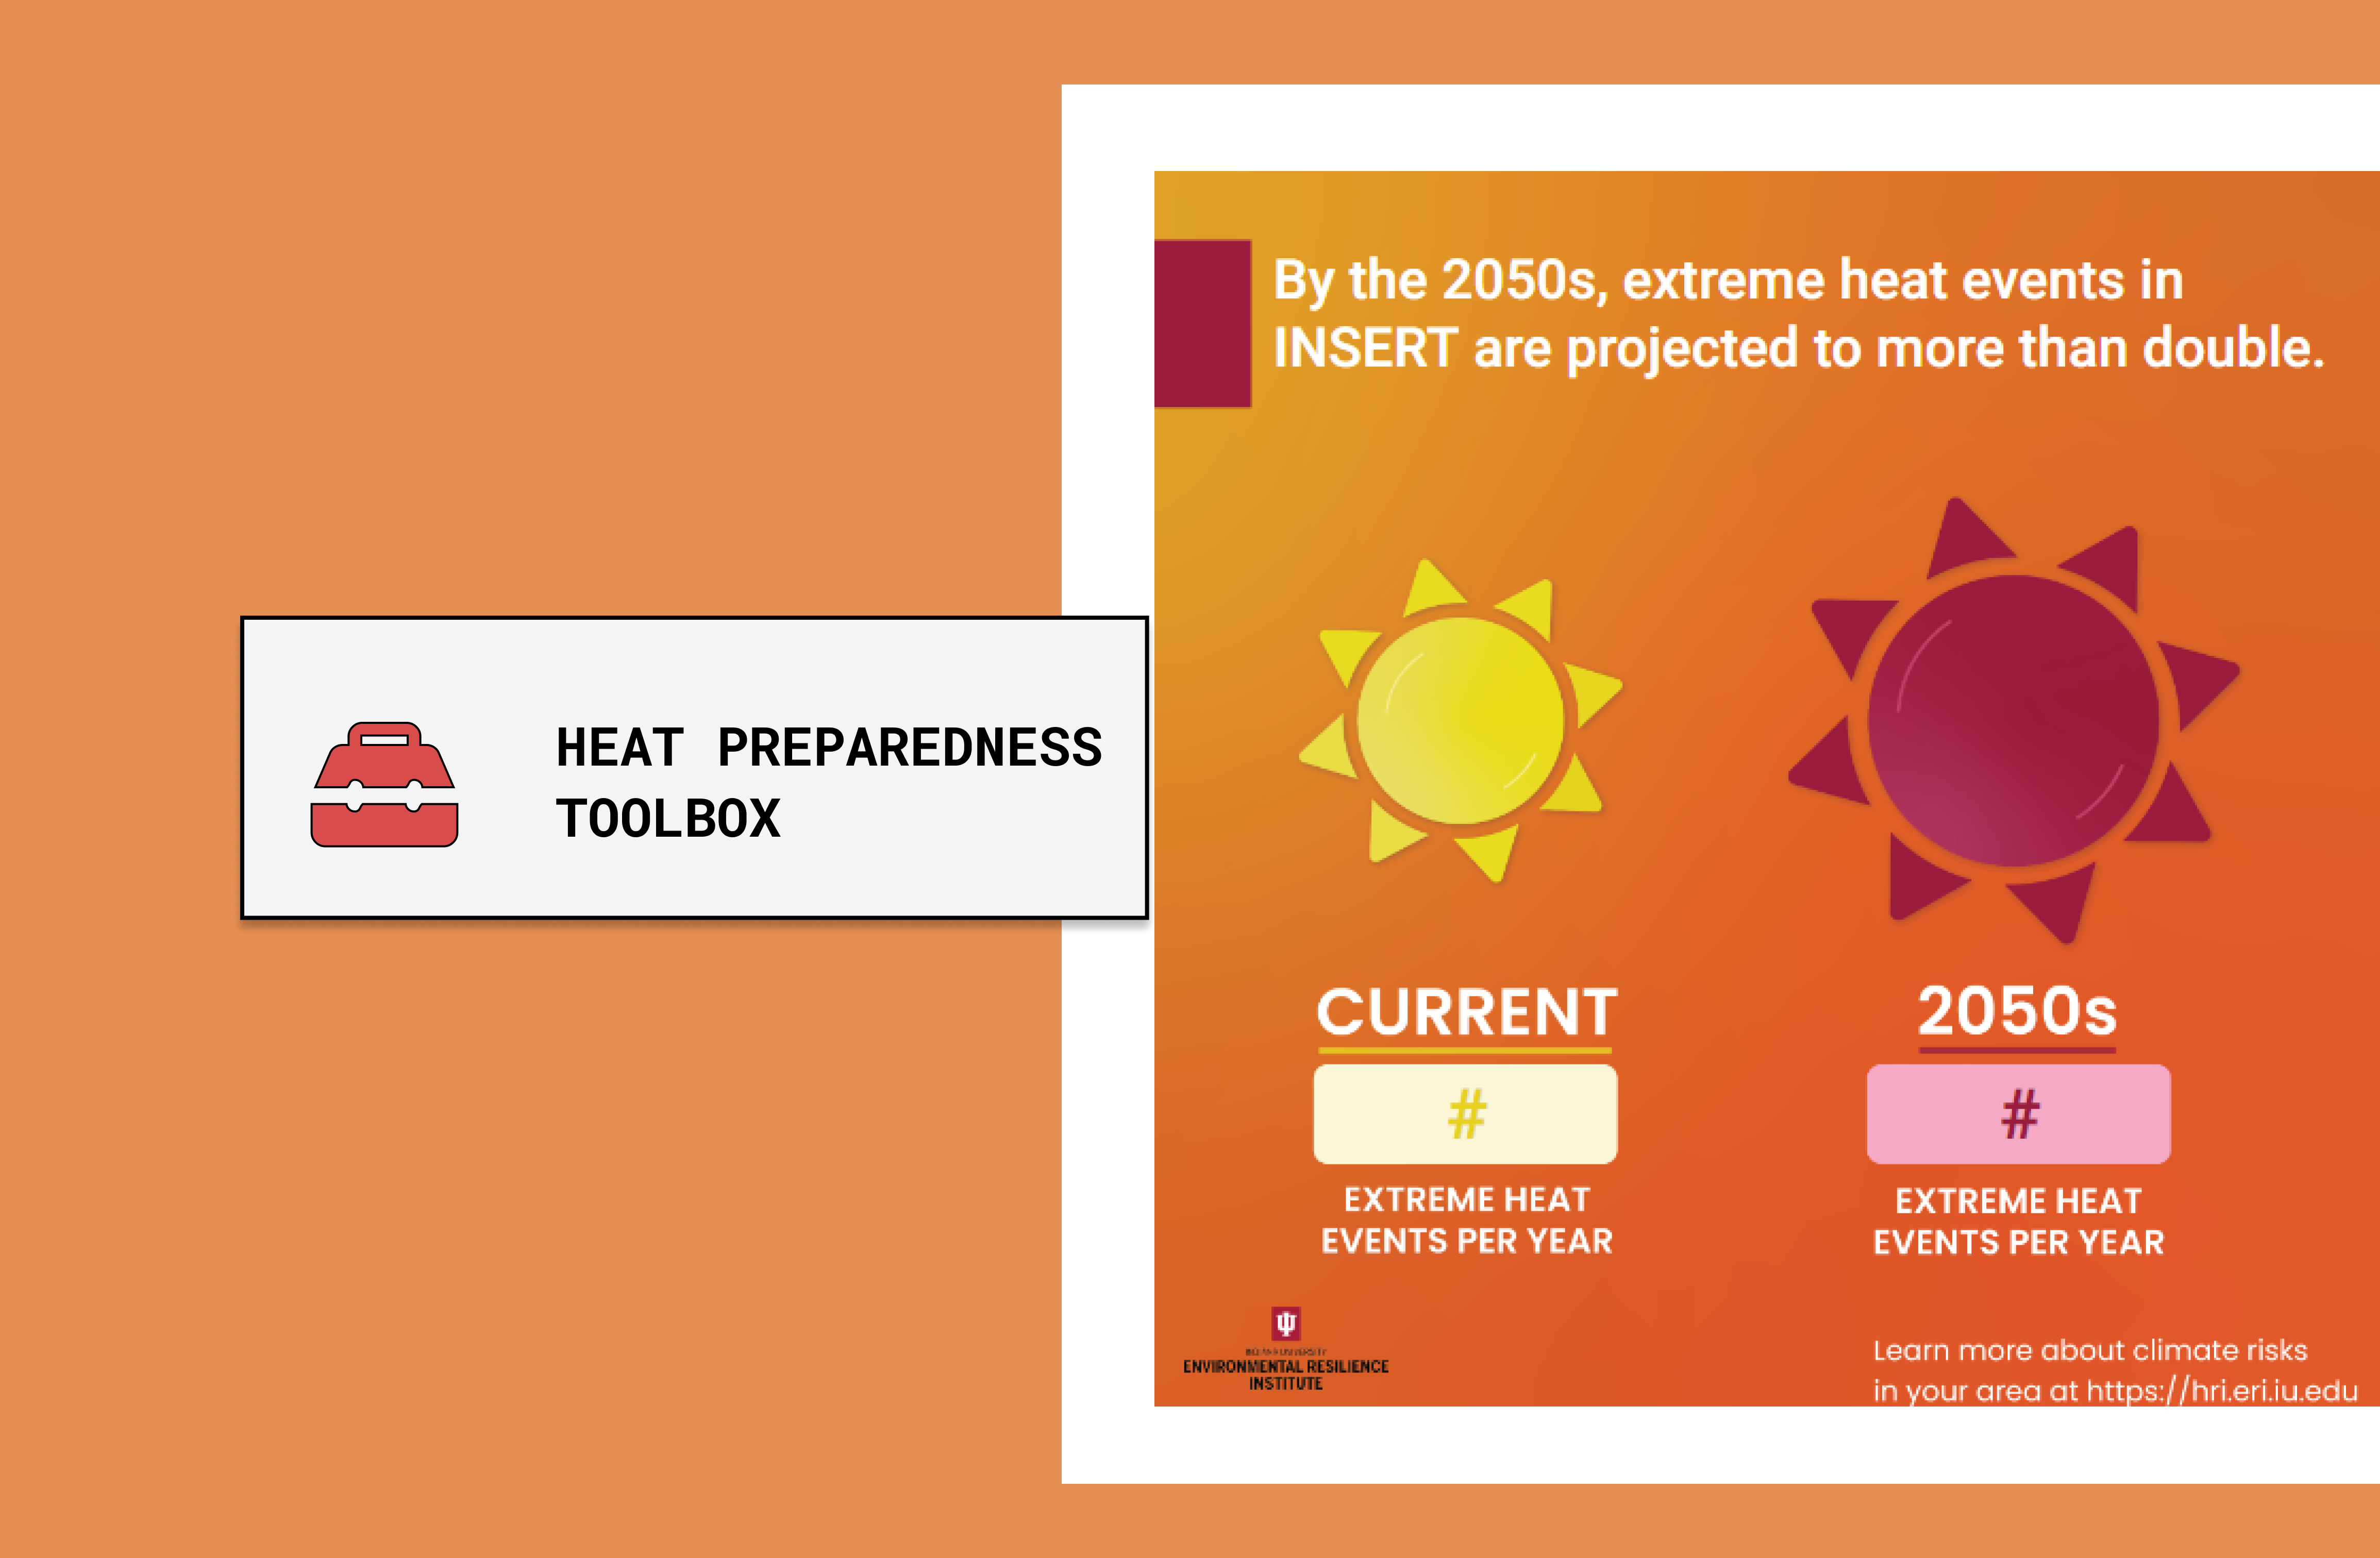 HEAT PREPAREDNESS
TOOLBOX
By the 2050s, extreme heat events in
INSERT are projected to more than double.
CURRENT
#
EXTREME HEAT
EVENTS PER YEAR
2050s
#
EXTREME HEAT
EVENTS PER YEAR
INDIANA UNIVERSITY
ENVIRONMENTAL RESILIENCE
INSTITUTE
Learn more about climate risks
in your area at https://hri.eri.iu.edu